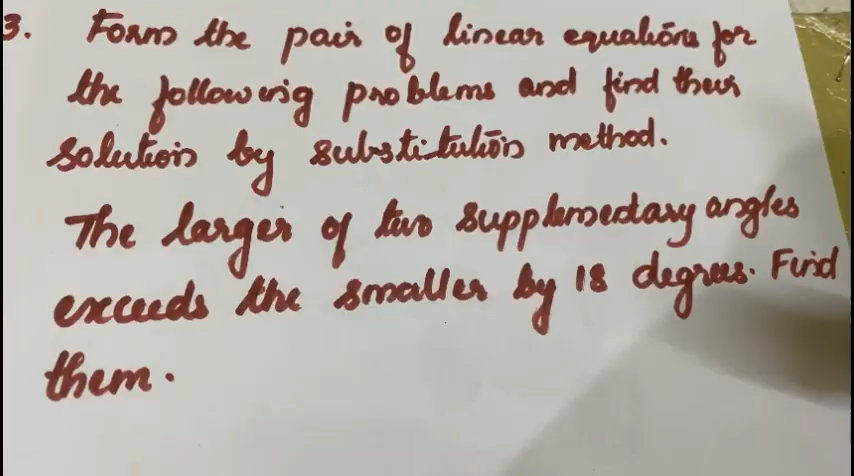 3. Form the pair of linear equations for
the following problems and find their
solution by substitution method.
The larger of two supplementary angles
exceeds the smaller by 18 degrees. Find
them.